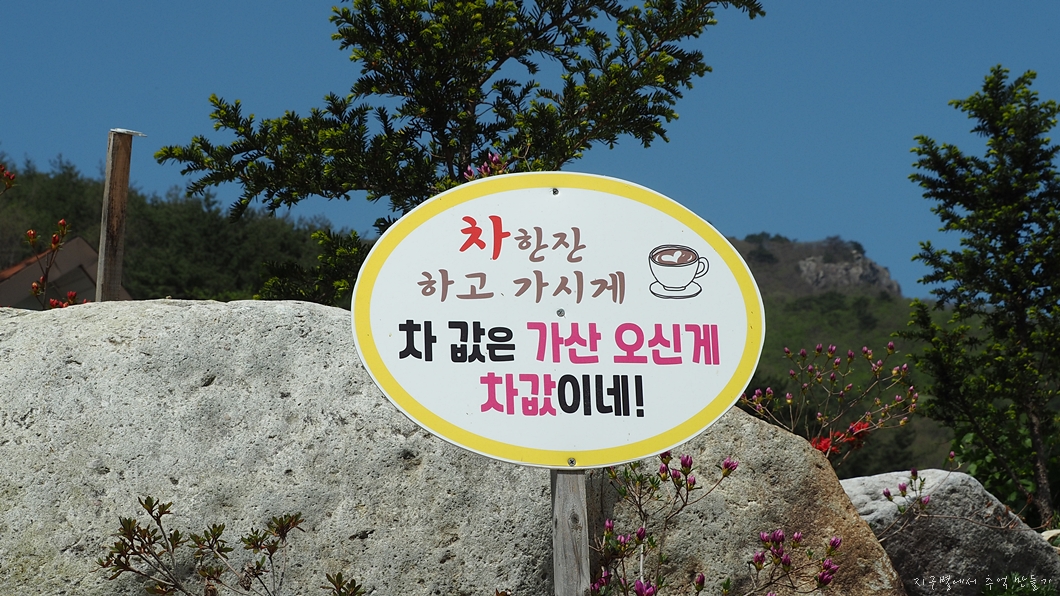 차한잔
하고 가시게
차 값은 가산 오신게
차값이네!
지구별에서 추억 만들기